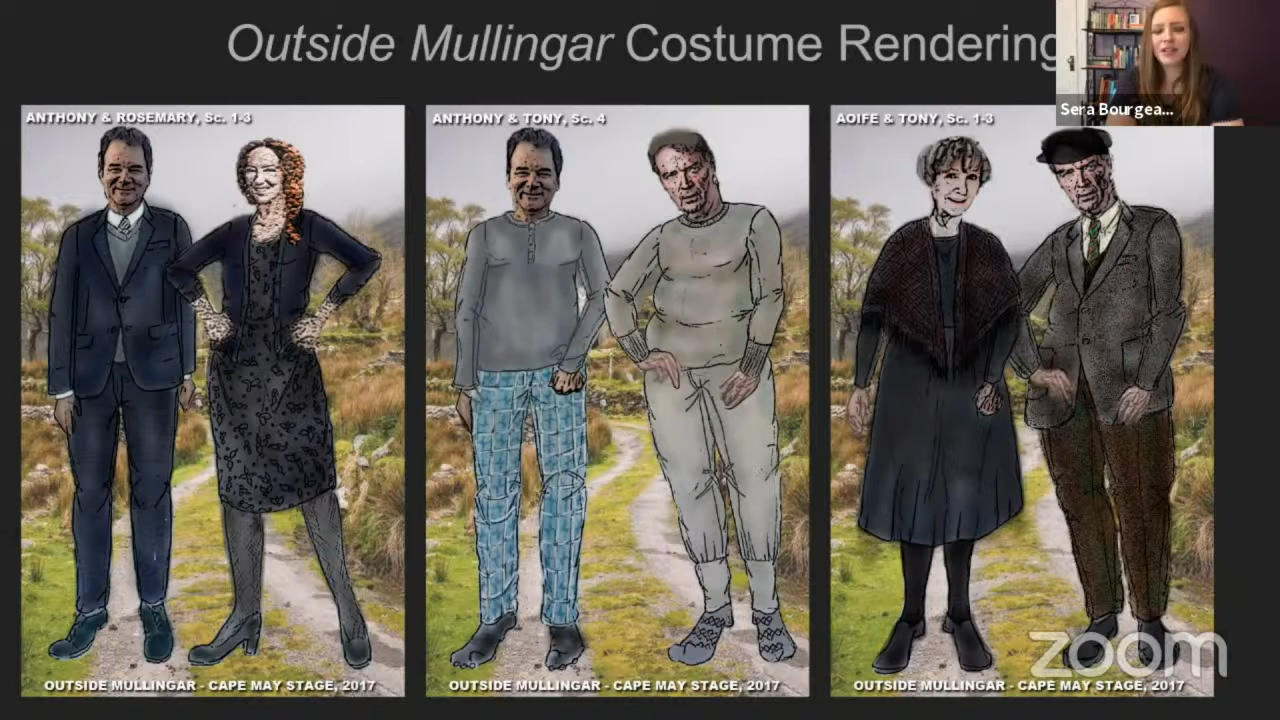 Outside Mullingar Costume Rendering
Sera Bourgea...
ANTHONY & ROSEMARY, Sc. 1-3
ANTHONY & TONY, Sc. 4
AOIFE & TONY, Sc. 1-3
OUTSIDE MULLINGAR - CAPE MAY STAGE, 2017
OUTSIDE MULLINGAR - CAPE MAY STAGE, 2017
OUTSIDE MULLINGAR - CAPE MAY STAGE, 2017
zoom